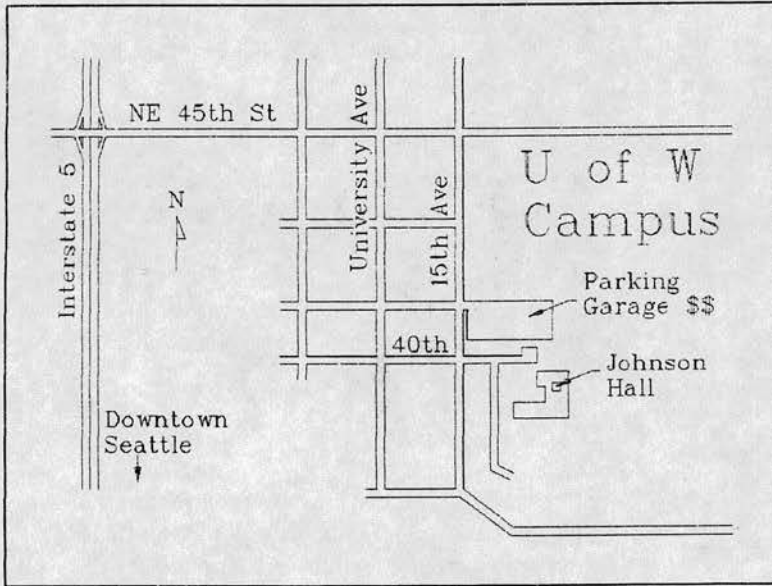 NE 45th St
University Ave
15th Ave
Interstate 5
N
U of W
Campus
Parking
Garage $$
40th
Johnson
Hall
Downtown
Seattle